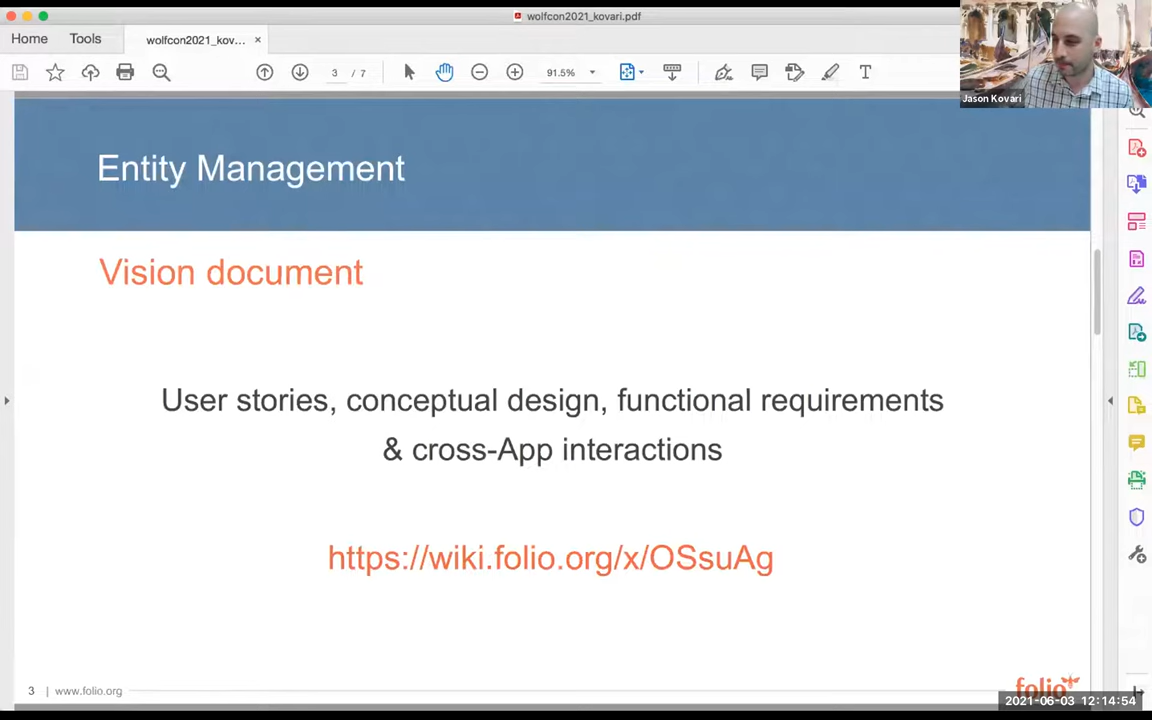 wolfcon2021_kovari.pdf
Home
Tools
wolfcon2021_kov... ×
3 / 7
91.5%
T
Jason Kovari
Entity Management
Vision document
User stories, conceptual design, functional requirements
& cross-App interactions
https://wiki.folio.org/x/OSsuAg
3 | www.folio.org
folio
2021-06-03 12:14:54